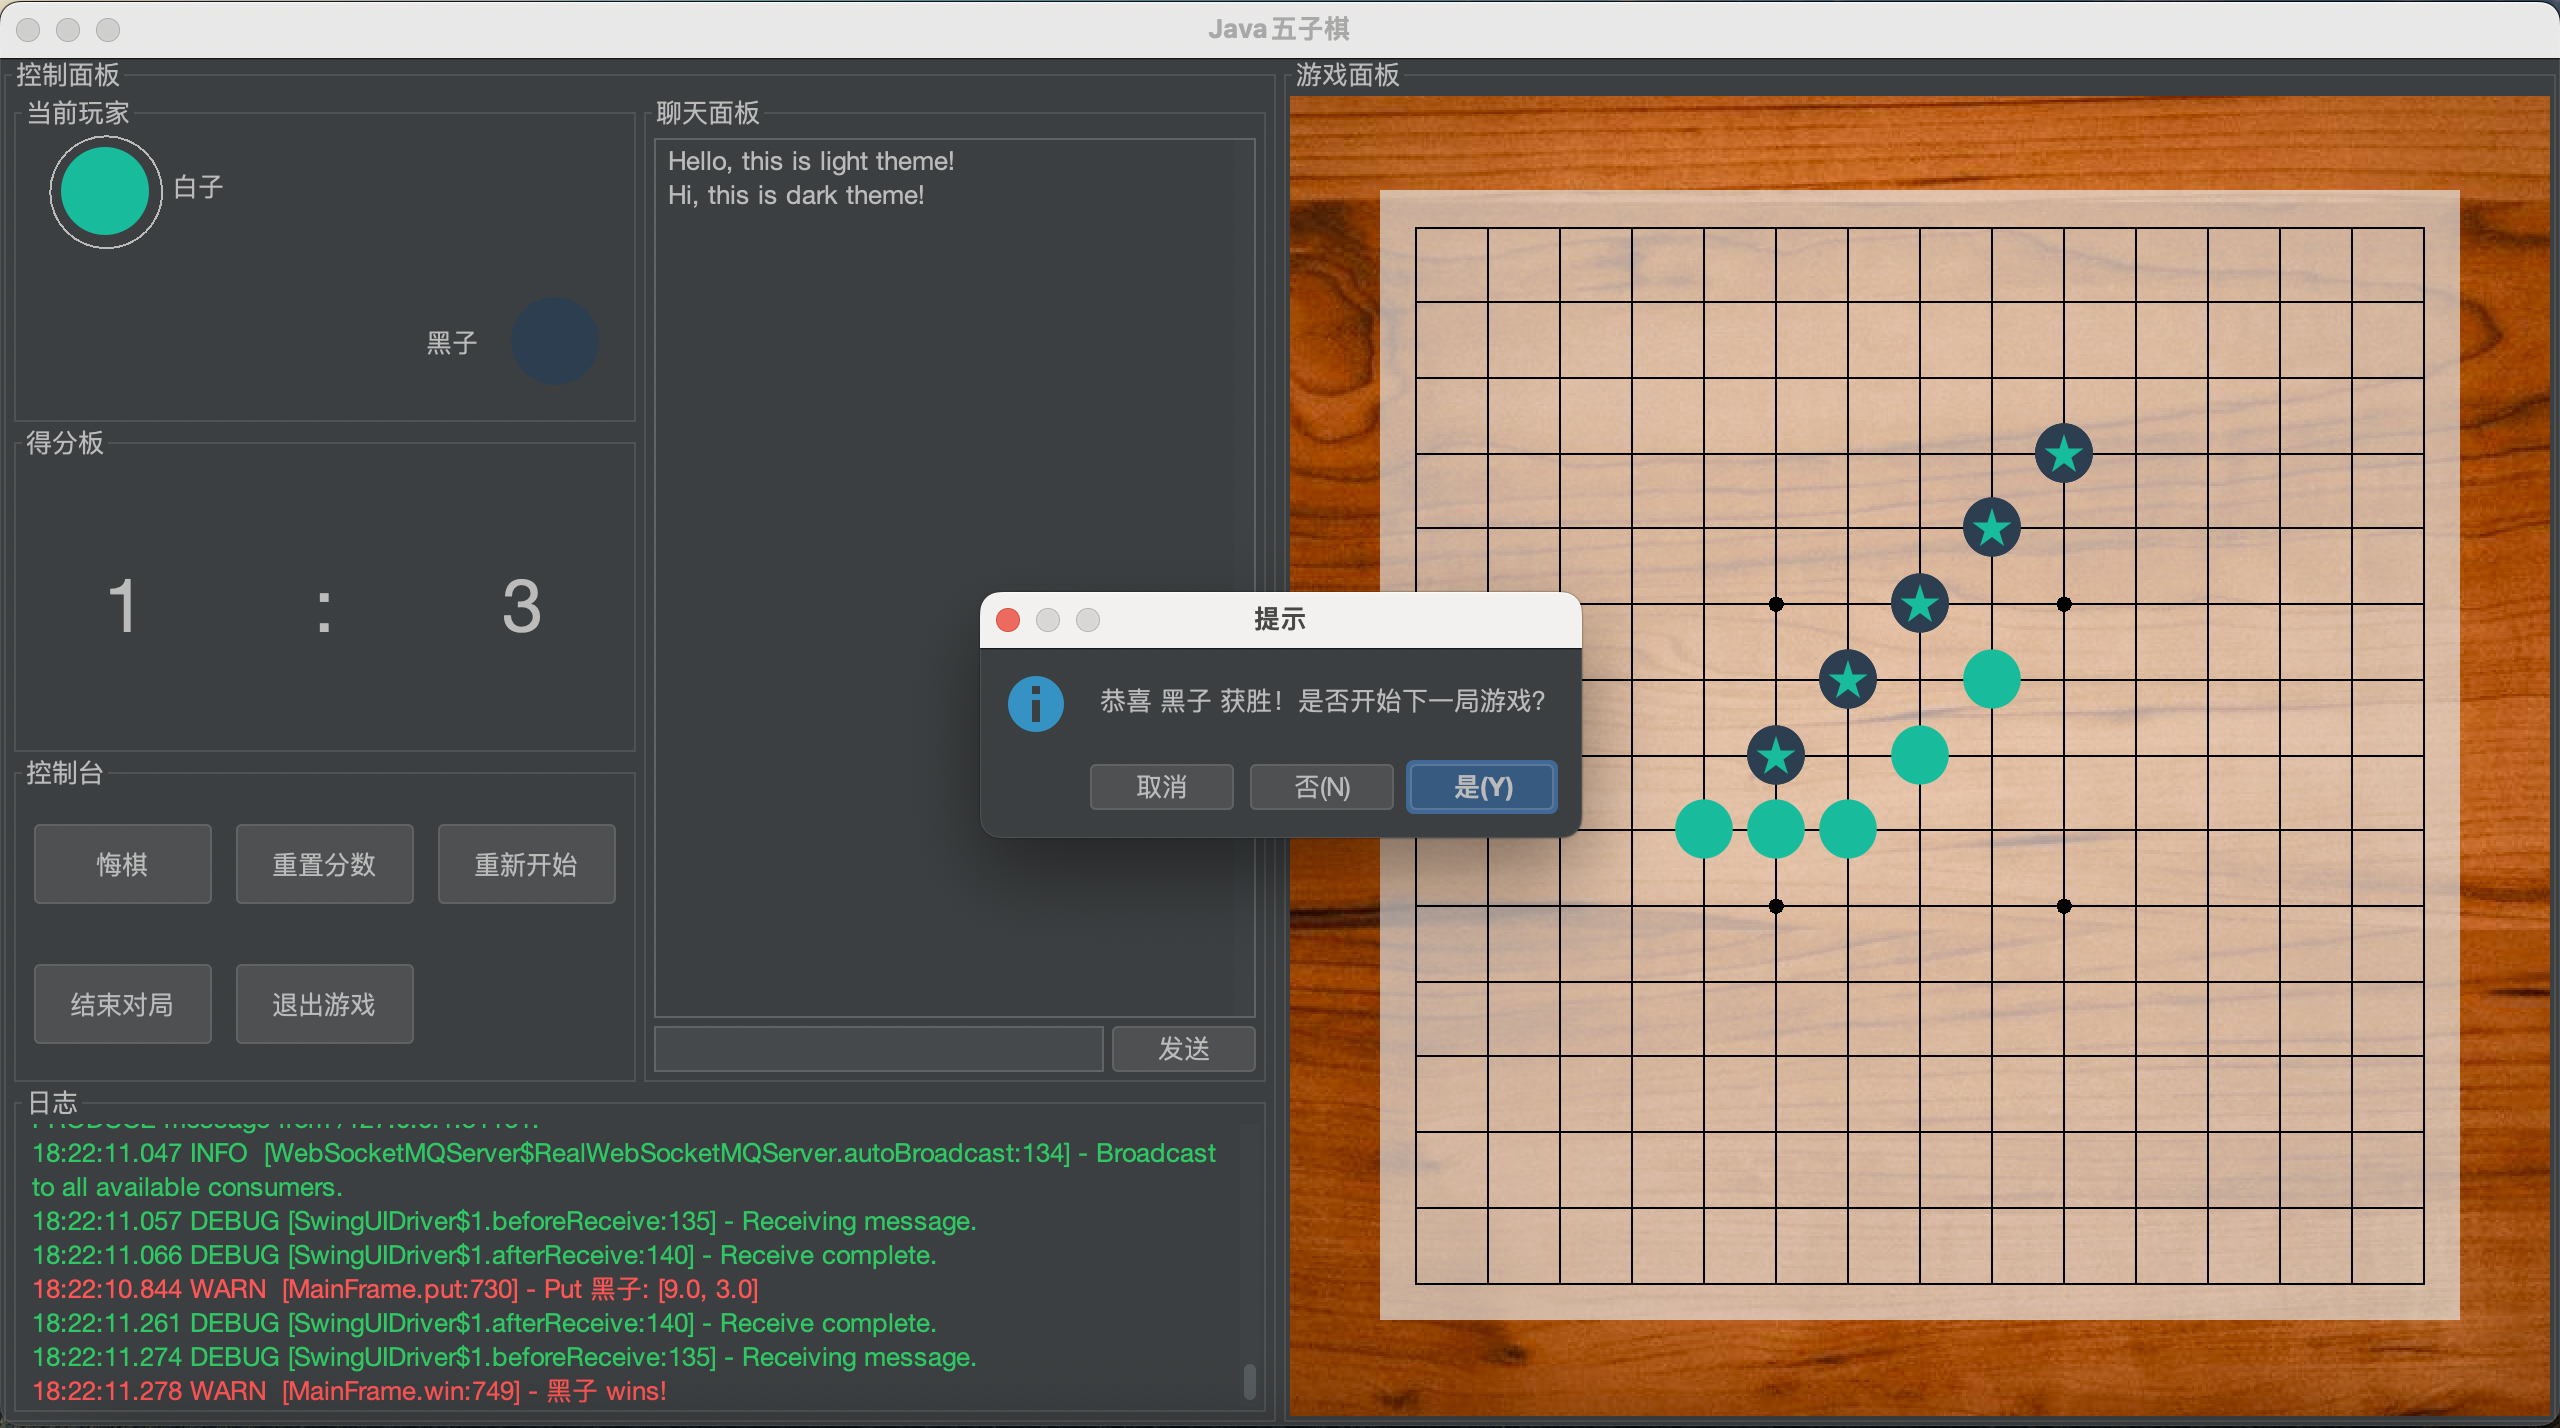 Java五子棋
控制面板
当前玩家
白子
黑子
得分板
1 : 3
控制台
悔棋 重置分数 重新开始
结束对局 退出游戏
聊天面板
Hello, this is light theme!
Hi, this is dark theme!
发送
日志
18:22:11.047 INFO  [WebSocketMQServer$RealWebSocketMQServer.autoBroadcast:134] - Broadcast
to all available consumers.
18:22:11.057 DEBUG [SwingUIDriver$1.beforeReceive:135] - Receiving message.
18:22:11.066 DEBUG [SwingUIDriver$1.afterReceive:140] - Receive complete.
18:22:10.844 WARN  [MainFrame.put:730] - Put 黑子: [9.0, 3.0]
18:22:11.261 DEBUG [SwingUIDriver$1.afterReceive:140] - Receive complete.
18:22:11.274 DEBUG [SwingUIDriver$1.beforeReceive:135] - Receiving message.
18:22:11.278 WARN  [MainFrame.win:749] - 黑子 wins!
游戏面板
提示
恭喜 黑子 获胜！是否开始下一局游戏？
取消 否(N) 是(Y)